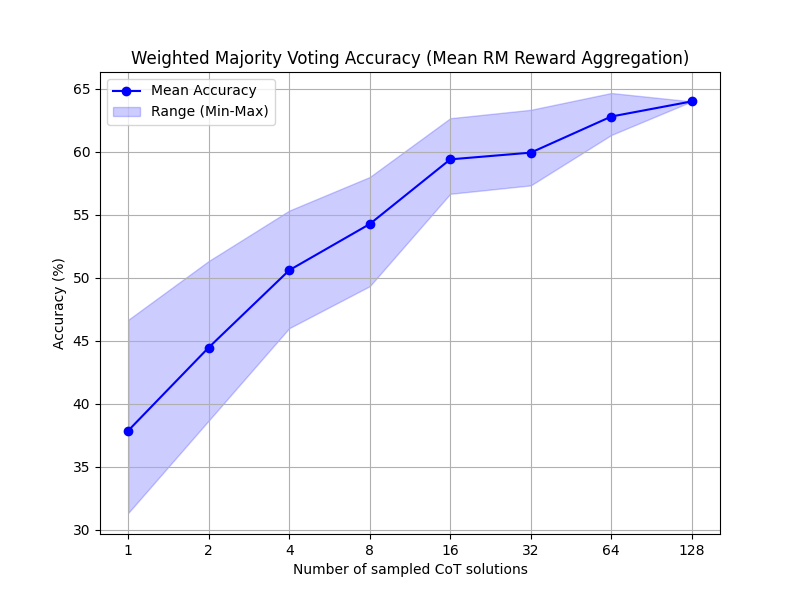 Weighted Majority Voting Accuracy (Mean RM Reward Aggregation)
Mean Accuracy
Range (Min-Max)
Accuracy (%)
65
60
55
50
45
40
35
30
1 2 4 8 16 32 64 128
Number of sampled CoT solutions